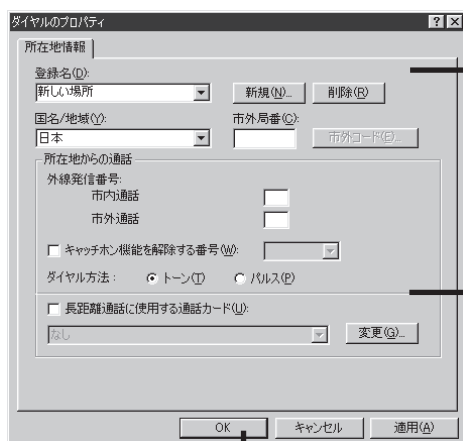 ダイヤルのプロパティ
所在地情報
登録名(D):
新しい場所 新規(N)... 削除(R)
国名/地域(Y): 市外局番(C):
日本 市外コード(E)...
所在地からの通話
外線発信番号:
市内通話
市外通話
キャッチホン機能を解除する番号(W):
ダイヤル方法: トーン(T) パルス(P)
長距離通話に使用する通話カード(U):
なし 変更(G)...
OK キャンセル 適用(A)